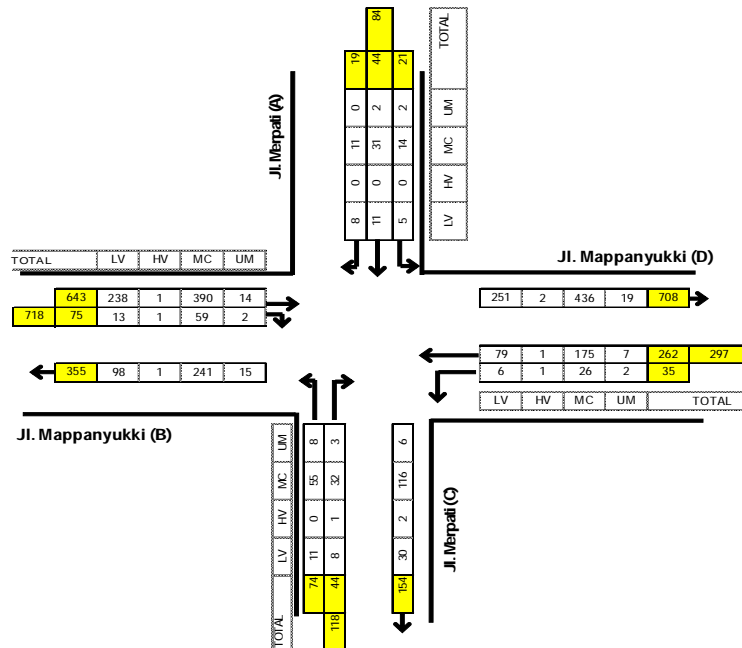 84
19 44 21 TOTAL
0 2 2 UM
11 31 14 MC
0 0 0 HV
8 11 5 LV
Jl. Merpati (A)
TOTAL LV HV MC UM
643 238 1 390 14
718 75 13 1 59 2
355 98 1 241 15
Jl. Mappanyukki (B)
Jl. Mappanyukki (D)
251 2 436 19 708
79 1 175 7 262 297
6 1 26 2 35
LV HV MC UM TOTAL
UM 8 3 6
MC 55 32 116
HV 0 1 2
LV 11 8 30
TOTAL 74 44 154
118
Jl. Merpati (C)